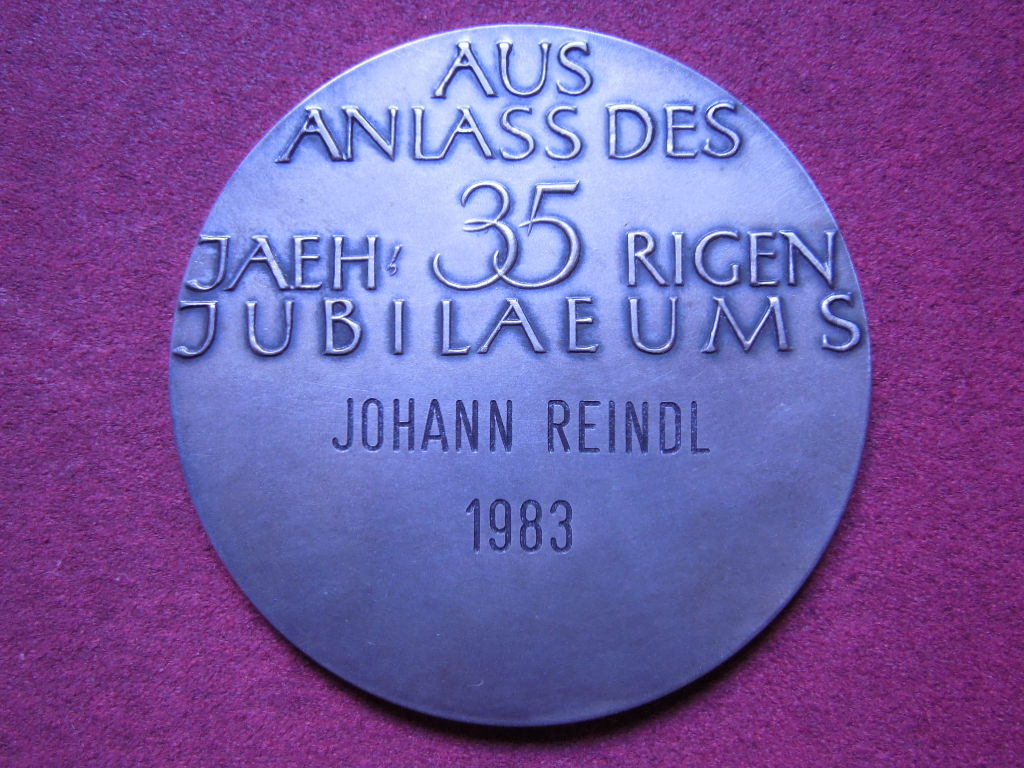 AUS
ANLASS DES
35
JAEH RIGEN
JUBILAEUMS
JOHANN REINDL
1983